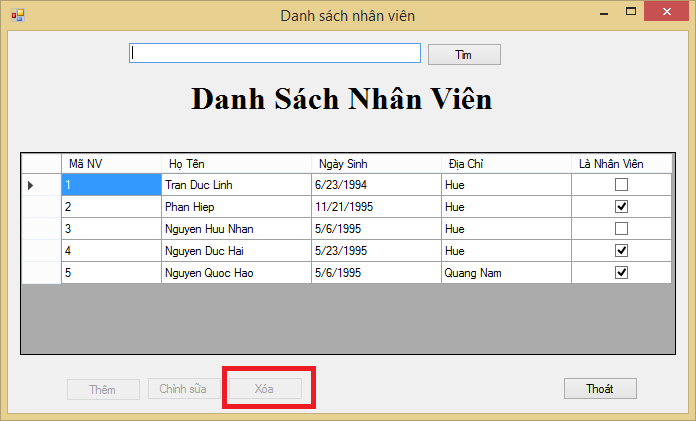 Danh sách nhân viên
Tìm
Danh Sách Nhân Viên
Mã NV Họ Tên Ngày Sinh Địa Chỉ Là Nhân Viên
1 Tran Duc Linh 6/23/1994 Hue
2 Phan Hiep 11/21/1995 Hue
3 Nguyen Huu Nhan 5/6/1995 Hue
4 Nguyen Duc Hai 5/23/1995 Hue
5 Nguyen Quoc Hao 5/6/1995 Quang Nam
Thêm Chỉnh sữa Xóa Thoát